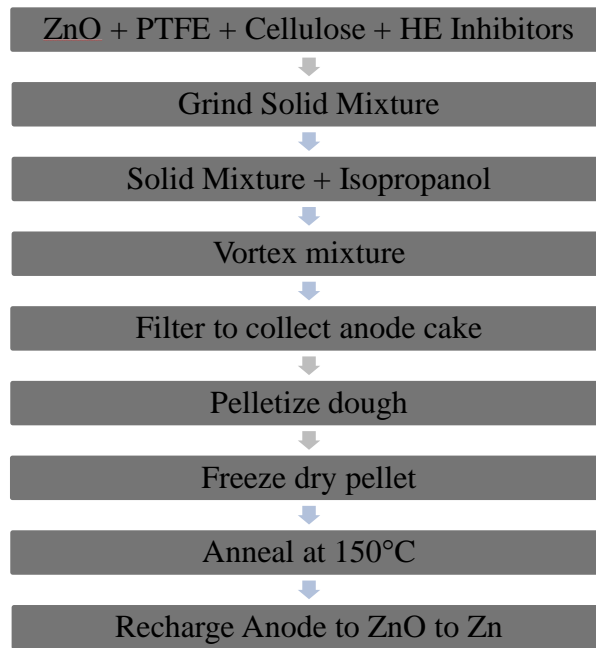 ZnO + PTFE + Cellulose + HE Inhibitors
Grind Solid Mixture
Solid Mixture + Isopropanol
Vortex mixture
Filter to collect anode cake
Pelletize dough
Freeze dry pellet
Anneal at 150°C
Recharge Anode to ZnO to Zn